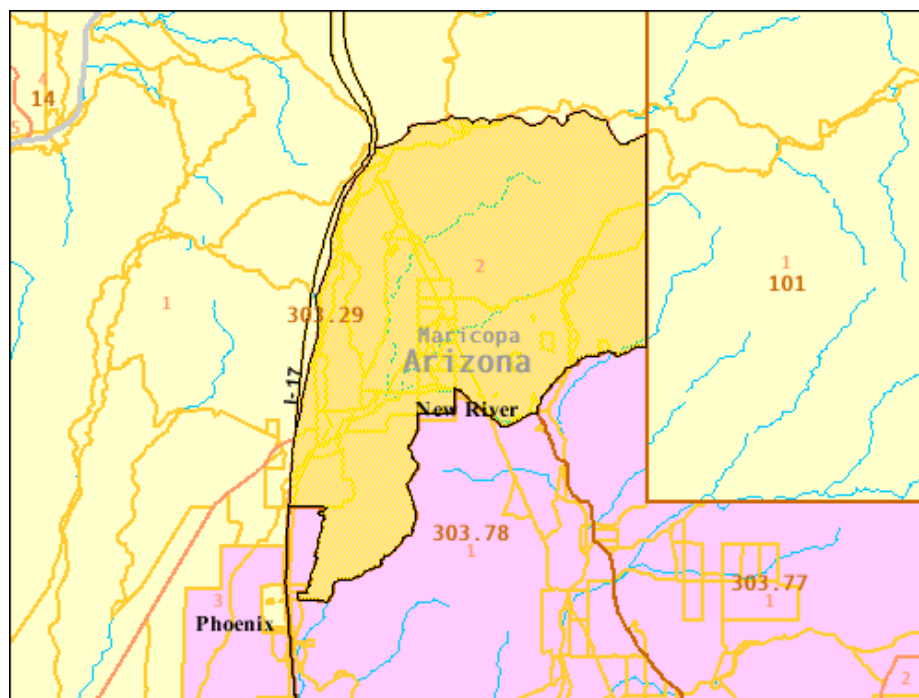 4
14
5
1
303.29
2
1
101
Maricopa
Arizona
I-17
New River
303.78
1
303.77
1
3
Phoenix
2